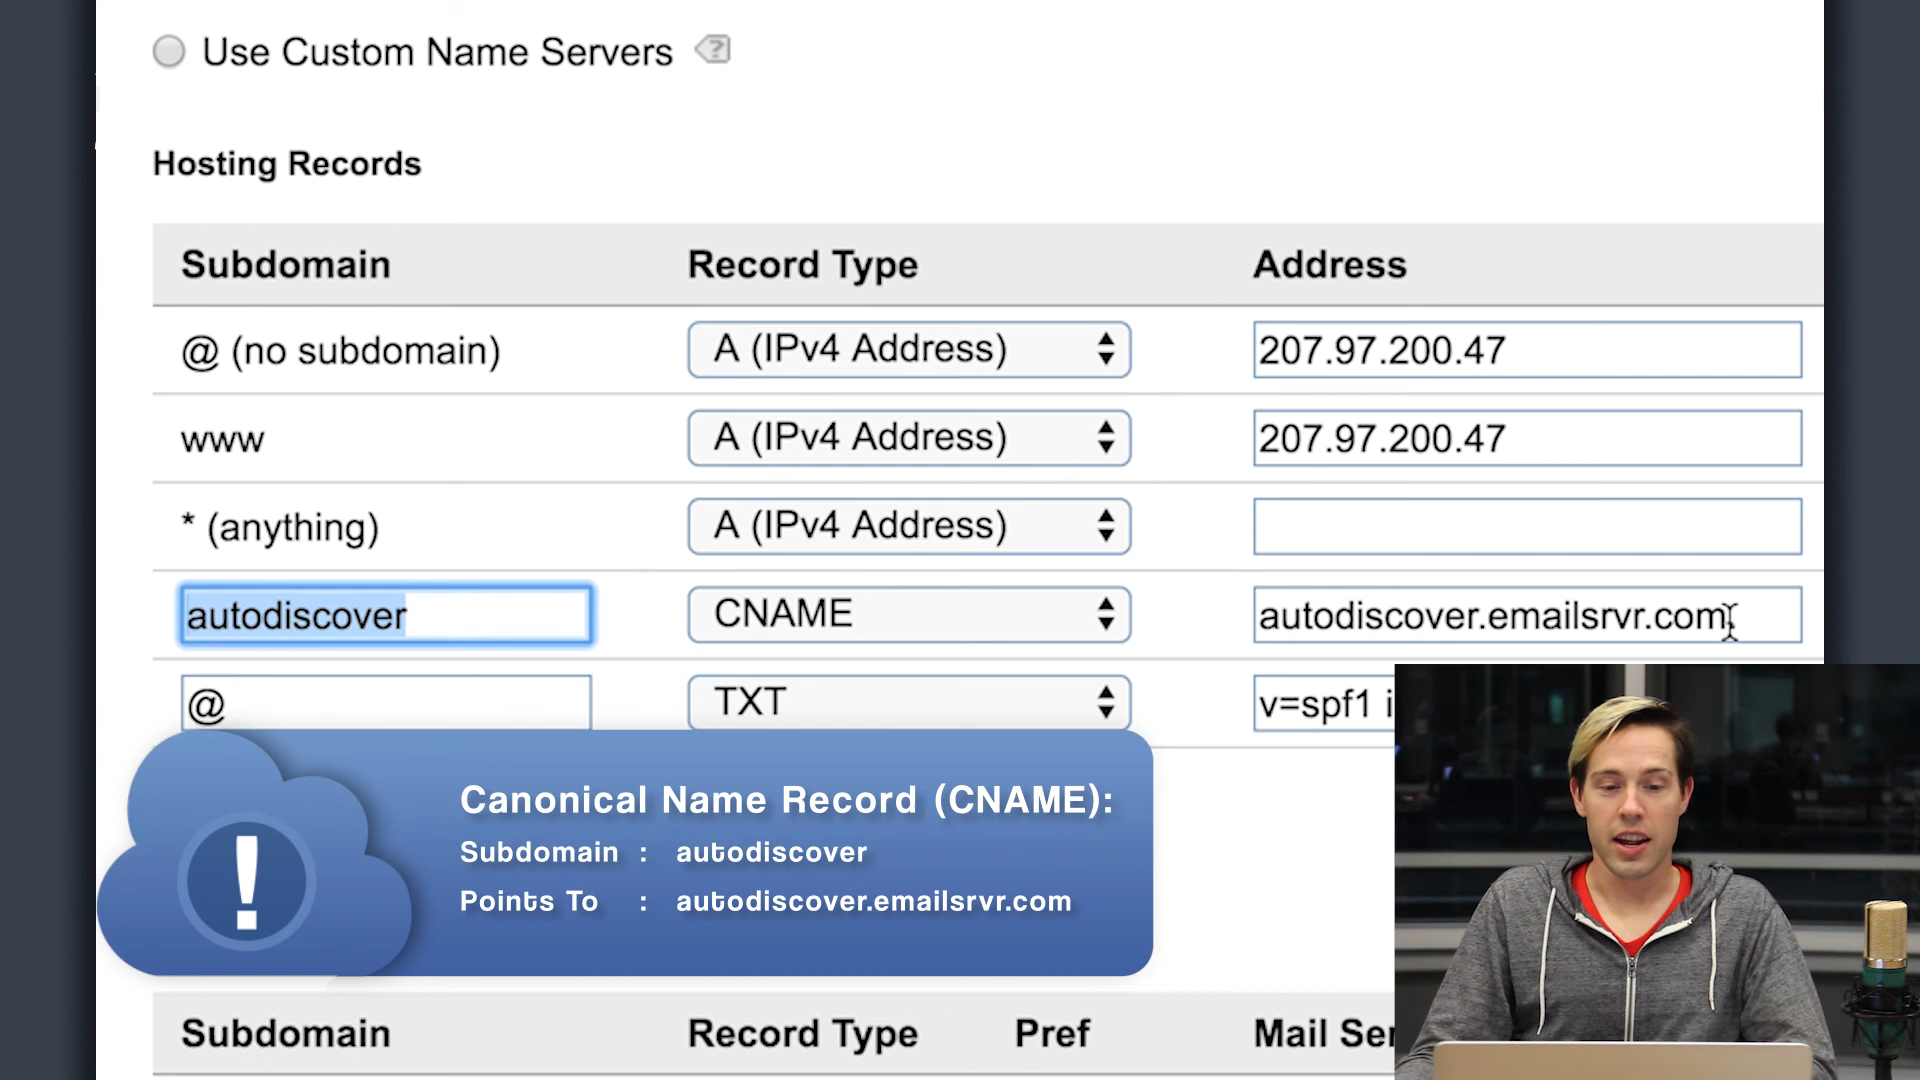 Use Custom Name Servers ?
Hosting Records
Subdomain Record Type Address
@ (no subdomain) A (IPv4 Address) 207.97.200.47
www A (IPv4 Address) 207.97.200.47
* (anything) A (IPv4 Address)
autodiscover CNAME autodiscover.emailsrvr.com.
@ TXT v=spf1 i
Canonical Name Record (CNAME):
Subdomain : autodiscover
Points To : autodiscover.emailsrvr.com
!
Subdomain Record Type Pref Mail Ser